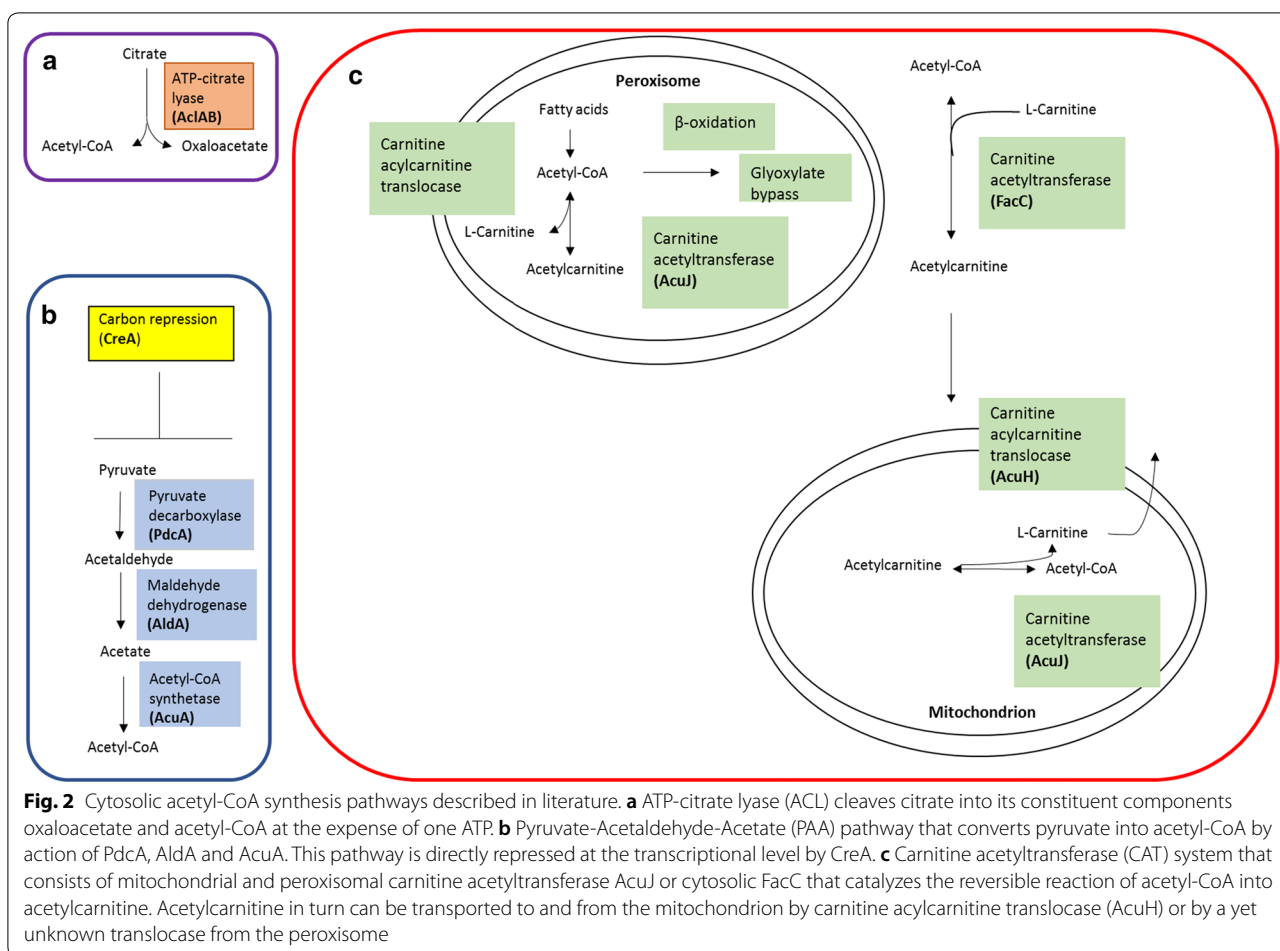 a
Citrate
ATP-citrate
lyase
(AclAB)
Acetyl-CoA
Oxaloacetate
b
Carbon repression
(CreA)
Pyruvate
Pyruvate
decarboxylase
(PdcA)
Acetaldehyde
Maldehyde
dehydrogenase
(AldA)
Acetate
Acetyl-CoA
synthetase
(AcuA)
Acetyl-CoA
c
Peroxisome
Carnitine
acylcarnitine
translocase
Fatty acids
β-oxidation
Acetyl-CoA
Glyoxylate
bypass
L-Carnitine
Acetylcarnitine
Carnitine
acetyltransferase
(AcuJ)
Acetyl-CoA
L-Carnitine
Carnitine
acetyltransferase
(FacC)
Acetylcarnitine
Carnitine
acylcarnitine
translocase
(AcuH)
L-Carnitine
Acetylcarnitine
Acetyl-CoA
Carnitine
acetyltransferase
(AcuJ)
Mitochondrion
Fig. 2 Cytosolic acetyl-CoA synthesis pathways described in literature. a ATP-citrate lyase (ACL) cleaves citrate into its constituent components
oxaloacetate and acetyl-CoA at the expense of one ATP. b Pyruvate-Acetaldehyde-Acetate (PAA) pathway that converts pyruvate into acetyl-CoA by
action of PdcA, AldA and AcuA. This pathway is directly repressed at the transcriptional level by CreA. c Carnitine acetyltransferase (CAT) system that
consists of mitochondrial and peroxisomal carnitine acetyltransferase AcuJ or cytosolic FacC that catalyzes the reversible reaction of acetyl-CoA into
acetylcarnitine. Acetylcarnitine in turn can be transported to and from the mitochondrion by carnitine acylcarnitine translocase (AcuH) or by a yet
unknown translocase from the peroxisome